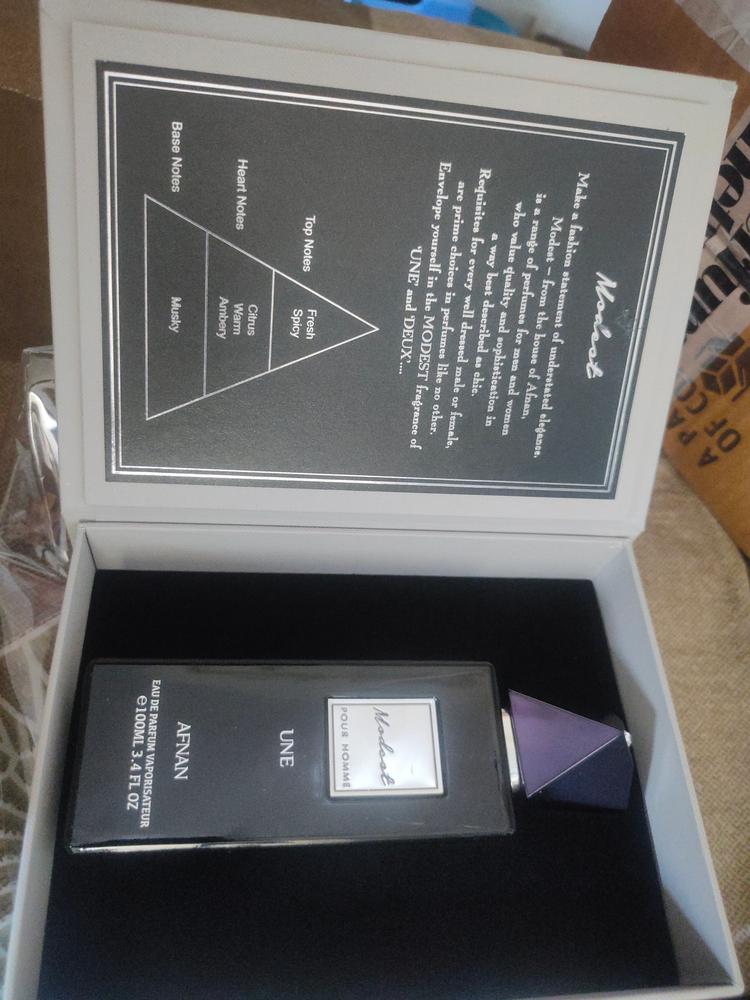 Modest
Make a fashion statement of understated elegance.
Modest – from the house of Afnan,
is a range of perfumes for men and women
who value quality and sophistication in
a way best described as chic.
Requisites for every well dressed male or female,
are prime choices in perfumes like no other.
Envelope yourself in the MODEST fragrance of
'UNE' and 'DEUX'....
Top Notes
Fresh
Spicy
Heart Notes
Citrus
Warm
Ambery
Base Notes
Musky
Modest
POUR HOMME
UNE
AFNAN
EAU DE PARFUM VAPORISATEUR
℮100ML 3.4 FL OZ
A PA
OF CO